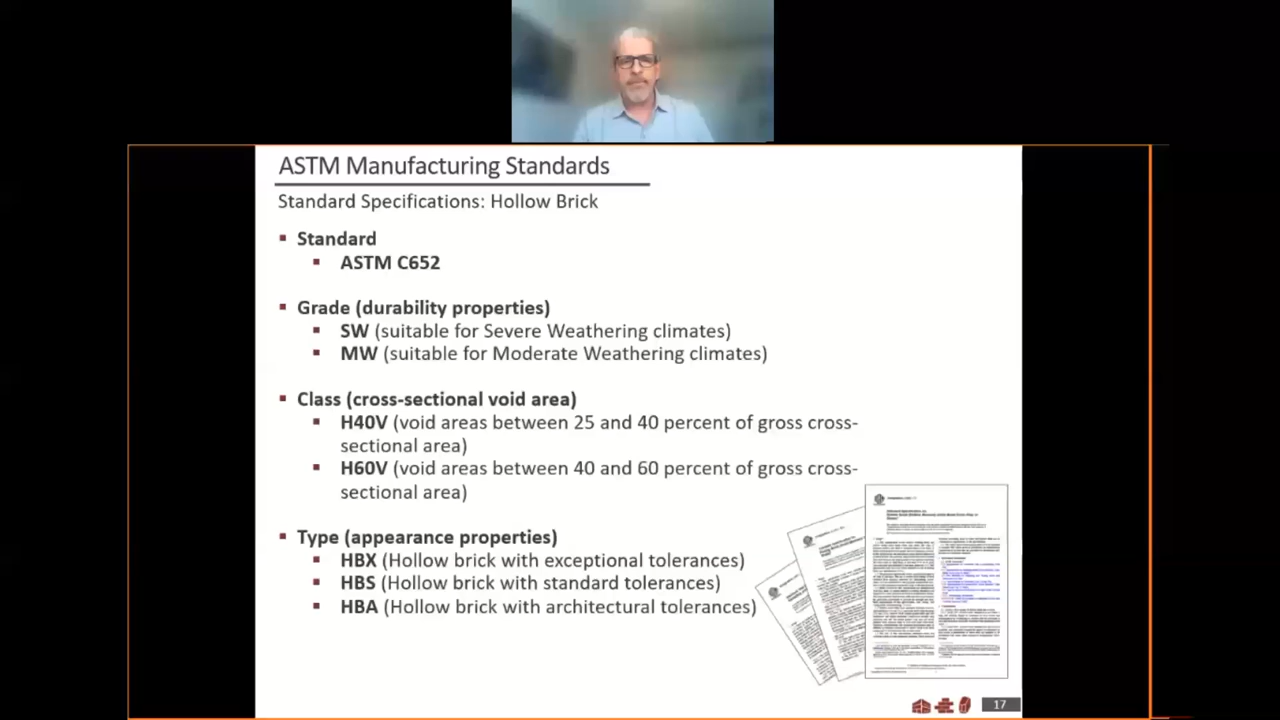 ASTM Manufacturing Standards
Standard Specifications: Hollow Brick
Standard
ASTM C652
Grade (durability properties)
SW (suitable for Severe Weathering climates)
MW (suitable for Moderate Weathering climates)
Class (cross-sectional void area)
H40V (void areas between 25 and 40 percent of gross cross-
sectional area)
H60V (void areas between 40 and 60 percent of gross cross-
sectional area)
Type (appearance properties)
HBX (Hollow brick with exceptional tolerances)
HBS (Hollow brick with standard tolerances)
HBA (Hollow brick with architectural tolerances)
17